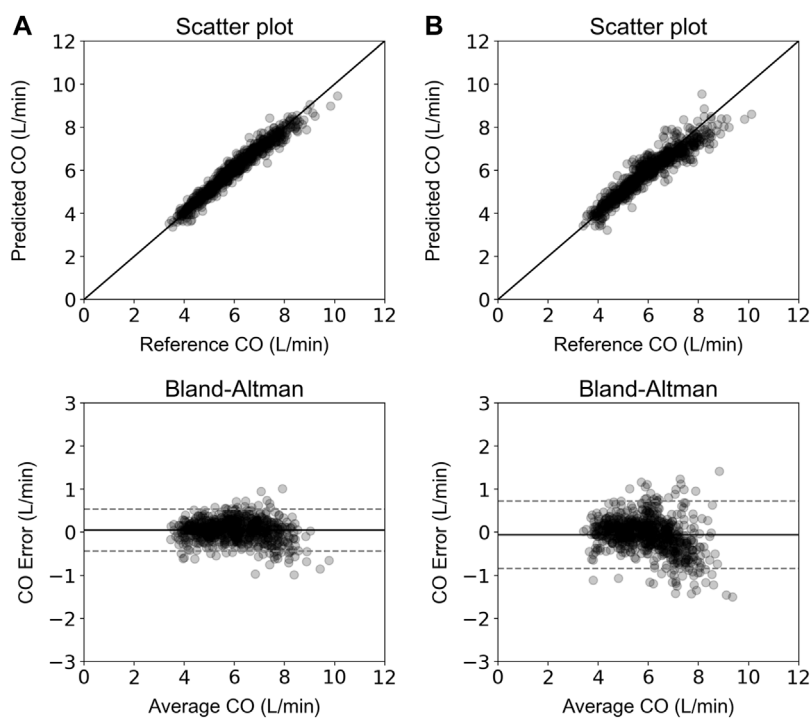 A
Scatter plot
12
10
8
6
4
2
0
Predicted CO (L/min)
0 2 4 6 8 10 12
Reference CO (L/min)
B
Scatter plot
12
10
8
6
4
2
0
Predicted CO (L/min)
0 2 4 6 8 10 12
Reference CO (L/min)
Bland-Altman
3
2
1
0
−1
−2
−3
CO Error (L/min)
0 2 4 6 8 10 12
Average CO (L/min)
Bland-Altman
3
2
1
0
−1
−2
−3
CO Error (L/min)
0 2 4 6 8 10 12
Average CO (L/min)